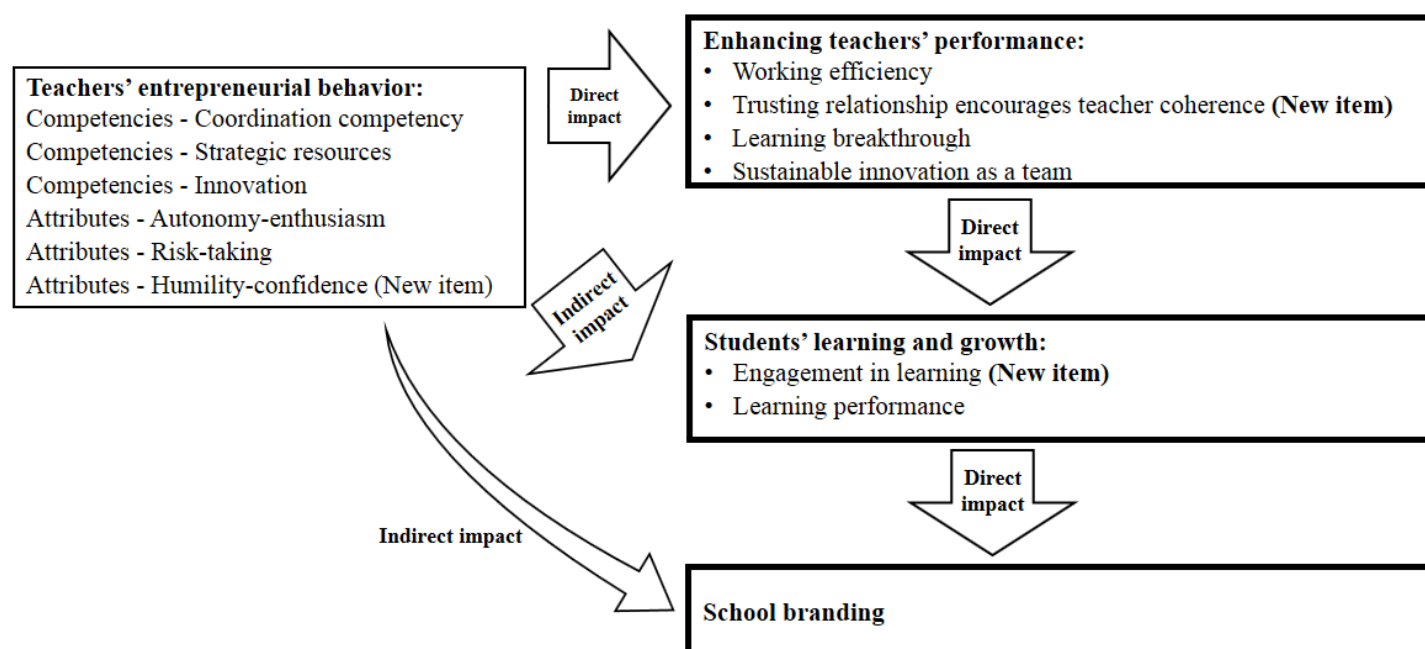 Teachers’ entrepreneurial behavior:
Competencies - Coordination competency
Competencies - Strategic resources
Competencies - Innovation
Attributes - Autonomy-enthusiasm
Attributes - Risk-taking
Attributes - Humility-confidence (New item)
Direct
impact
Enhancing teachers’ performance:
• Working efficiency
• Trusting relationship encourages teacher coherence (New item)
• Learning breakthrough
• Sustainable innovation as a team
Direct
impact
Indirect
impact
Students’ learning and growth:
• Engagement in learning (New item)
• Learning performance
Direct
impact
Indirect impact
School branding